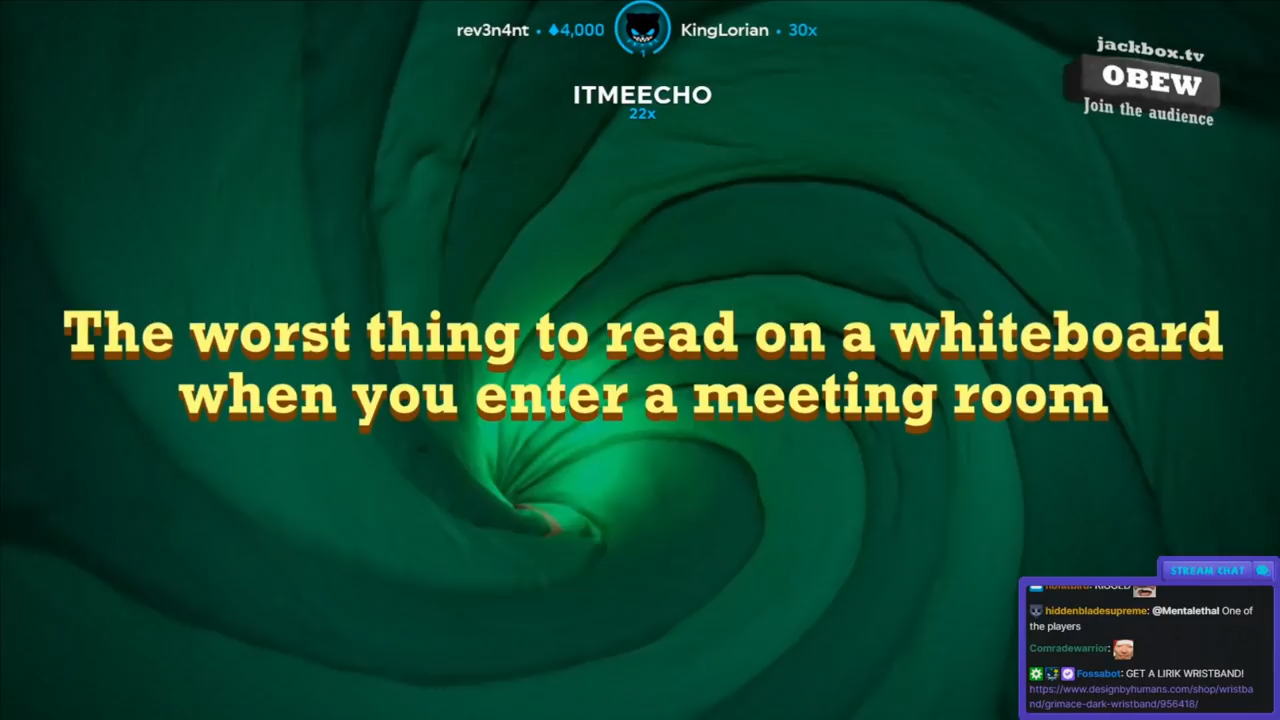 rev3n4nt • 4,000
KingLorian • 30x
ITMEECHO
22x
jackbox.tv
OBEW
Join the audience
The worst thing to read on a whiteboard
when you enter a meeting room
STREAM CHAT
hiddenbladesupreme: @Mentalethal One of
the players
Comradewarrior:
Fossabot: GET A LIRIK WRISTBAND!
https://www.designbyhumans.com/shop/wristba
nd/grimace-dark-wristband/956418/